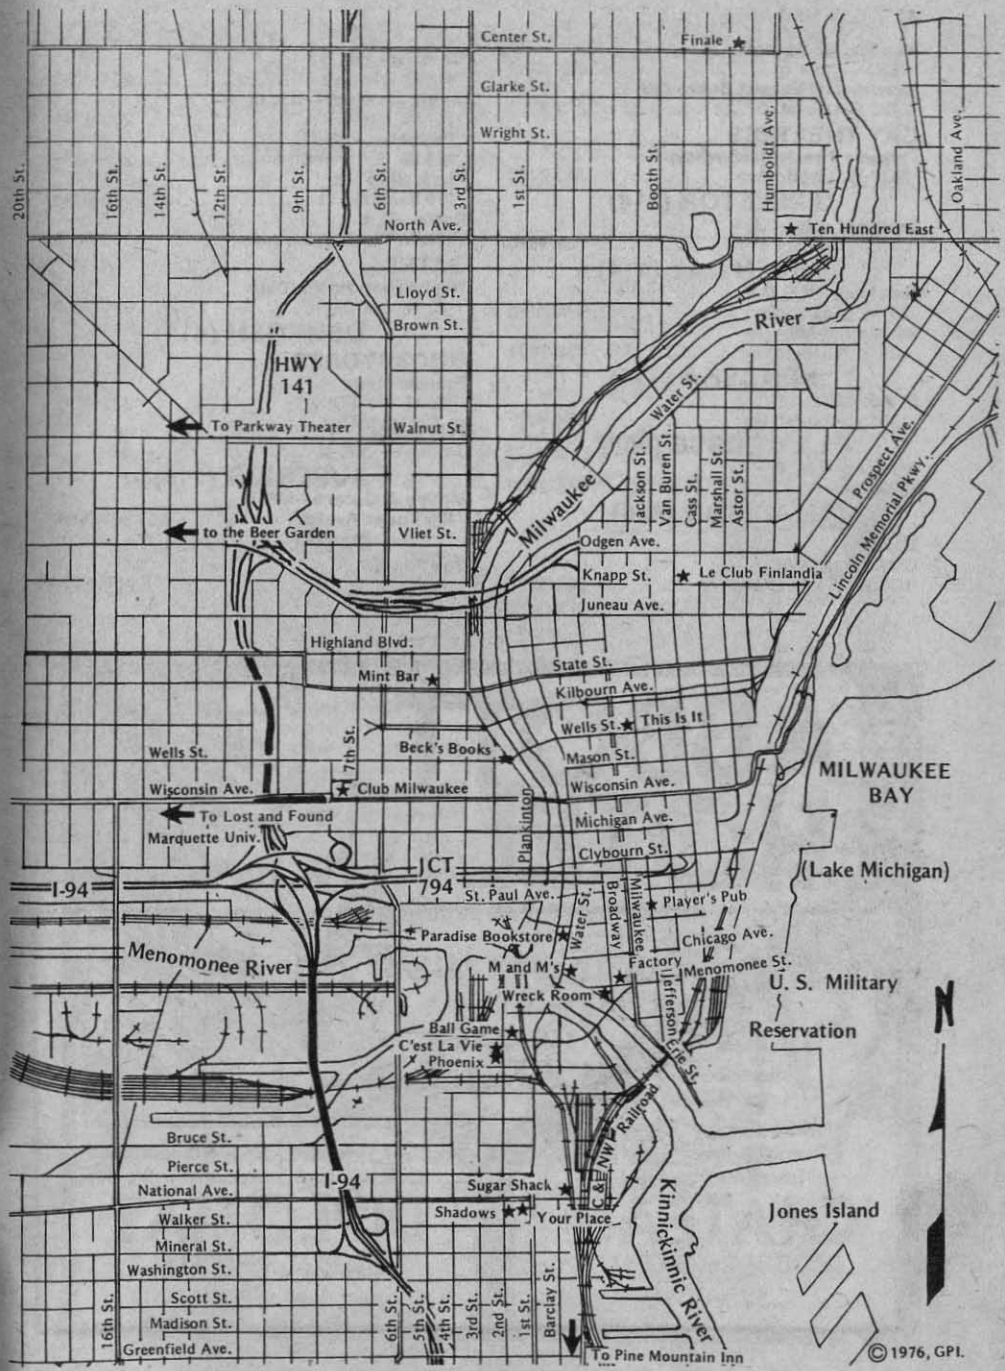 Center St.
Finale
Clarke St.
Wright St.
20th St.
16th St.
14th St.
12th St.
9th St.
6th St.
3rd St.
1st St.
Booth St.
Humboldt Ave.
Oakland Ave.
North Ave.
Ten Hundred East
Lloyd St.
Brown St.
River
HWY
141
Water St.
To Parkway Theater
Walnut St.
Jackson St.
Van Buren St.
Cass St.
Marshall St.
Astor St.
Prospect Ave.
Lincoln Memorial Pkwy.
Milwaukee
to the Beer Garden
Vliet St.
Odgen Ave.
Knapp St.
Le Club Finlandia
Juneau Ave.
Highland Blvd.
State St.
Mint Bar
Kilbourn Ave.
Wells St.
This Is It
7th St.
Beck's Books
Wells St.
Mason St.
MILWAUKEE
BAY
Wisconsin Ave.
Club Milwaukee
Wisconsin Ave.
To Lost and Found
Plankinton
Michigan Ave.
Marquette Univ.
Clybourn St.
JCT
794
(Lake Michigan)
I-94
St. Paul Ave.
Water St.
Broadway
Milwaukee
Player's Pub
Paradise Bookstore
Chicago Ave.
Menomonee River
M and M's
Factory
Menomonee St.
Wreck Room
Jefferson
U. S. Military
Reservation
N
Ball Game
C'est La Vie
Phoenix
Erie St.
C & NW Railroad
Bruce St.
Pierce St.
I-94
National Ave.
Sugar Shack
Shadows
Your Place
Walker St.
Kinnickinnic River
Jones Island
Mineral St.
Washington St.
Scott St.
Madison St.
Greenfield Ave.
16th St.
6th St.
5th St.
4th St.
3rd St.
2nd St.
1st St.
Barclay St.
To Pine Mountain Inn
© 1976, GPI.